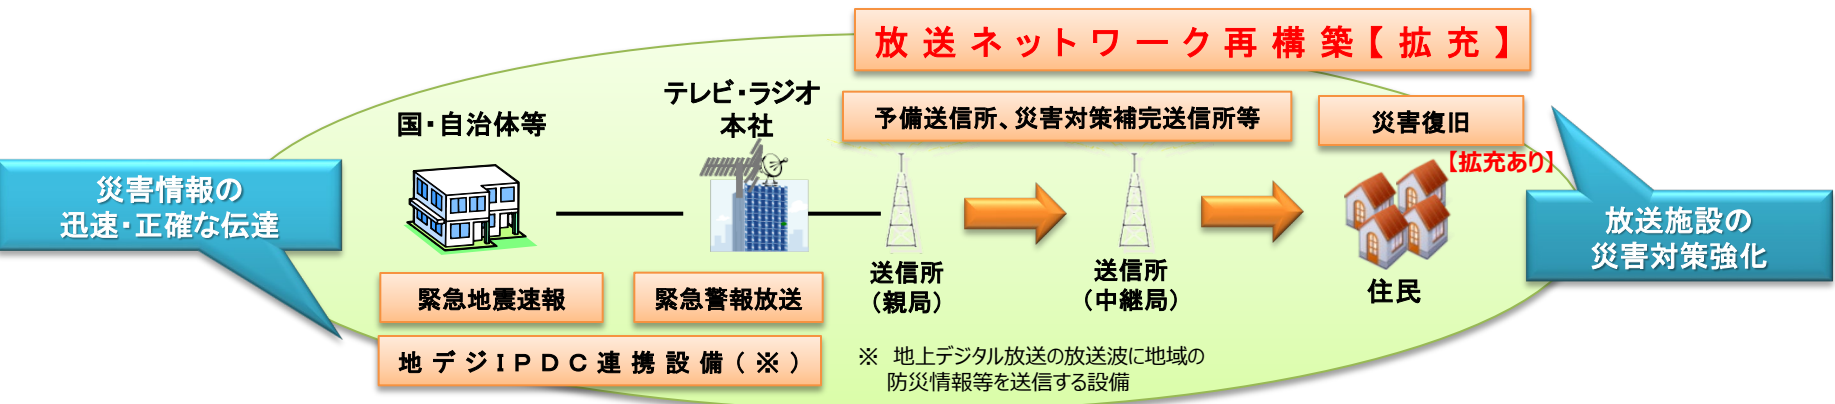 放送ネットワーク再構築【拡充】
テレビ・ラジオ
本社
国・自治体等
予備送信所、災害対策補完送信所等
災害復旧
【拡充あり】
災害情報の
迅速・正確な伝達
放送施設の
災害対策強化
送信所
（親局）
送信所
（中継局）
住民
緊急地震速報
緊急警報放送
地デジＩＰＤＣ連携設備（※）
※ 地上デジタル放送の放送波に地域の
防災情報等を送信する設備